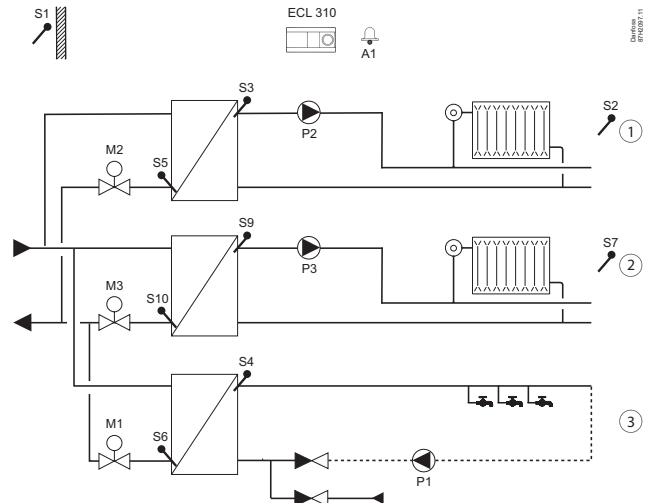 S1
ECL 310
A1
Danfoss
87H2097.11
S3
P2
S2
1
M2
S5
S9
P3
S7
2
M3
S10
S4
M1
S6
P1
3